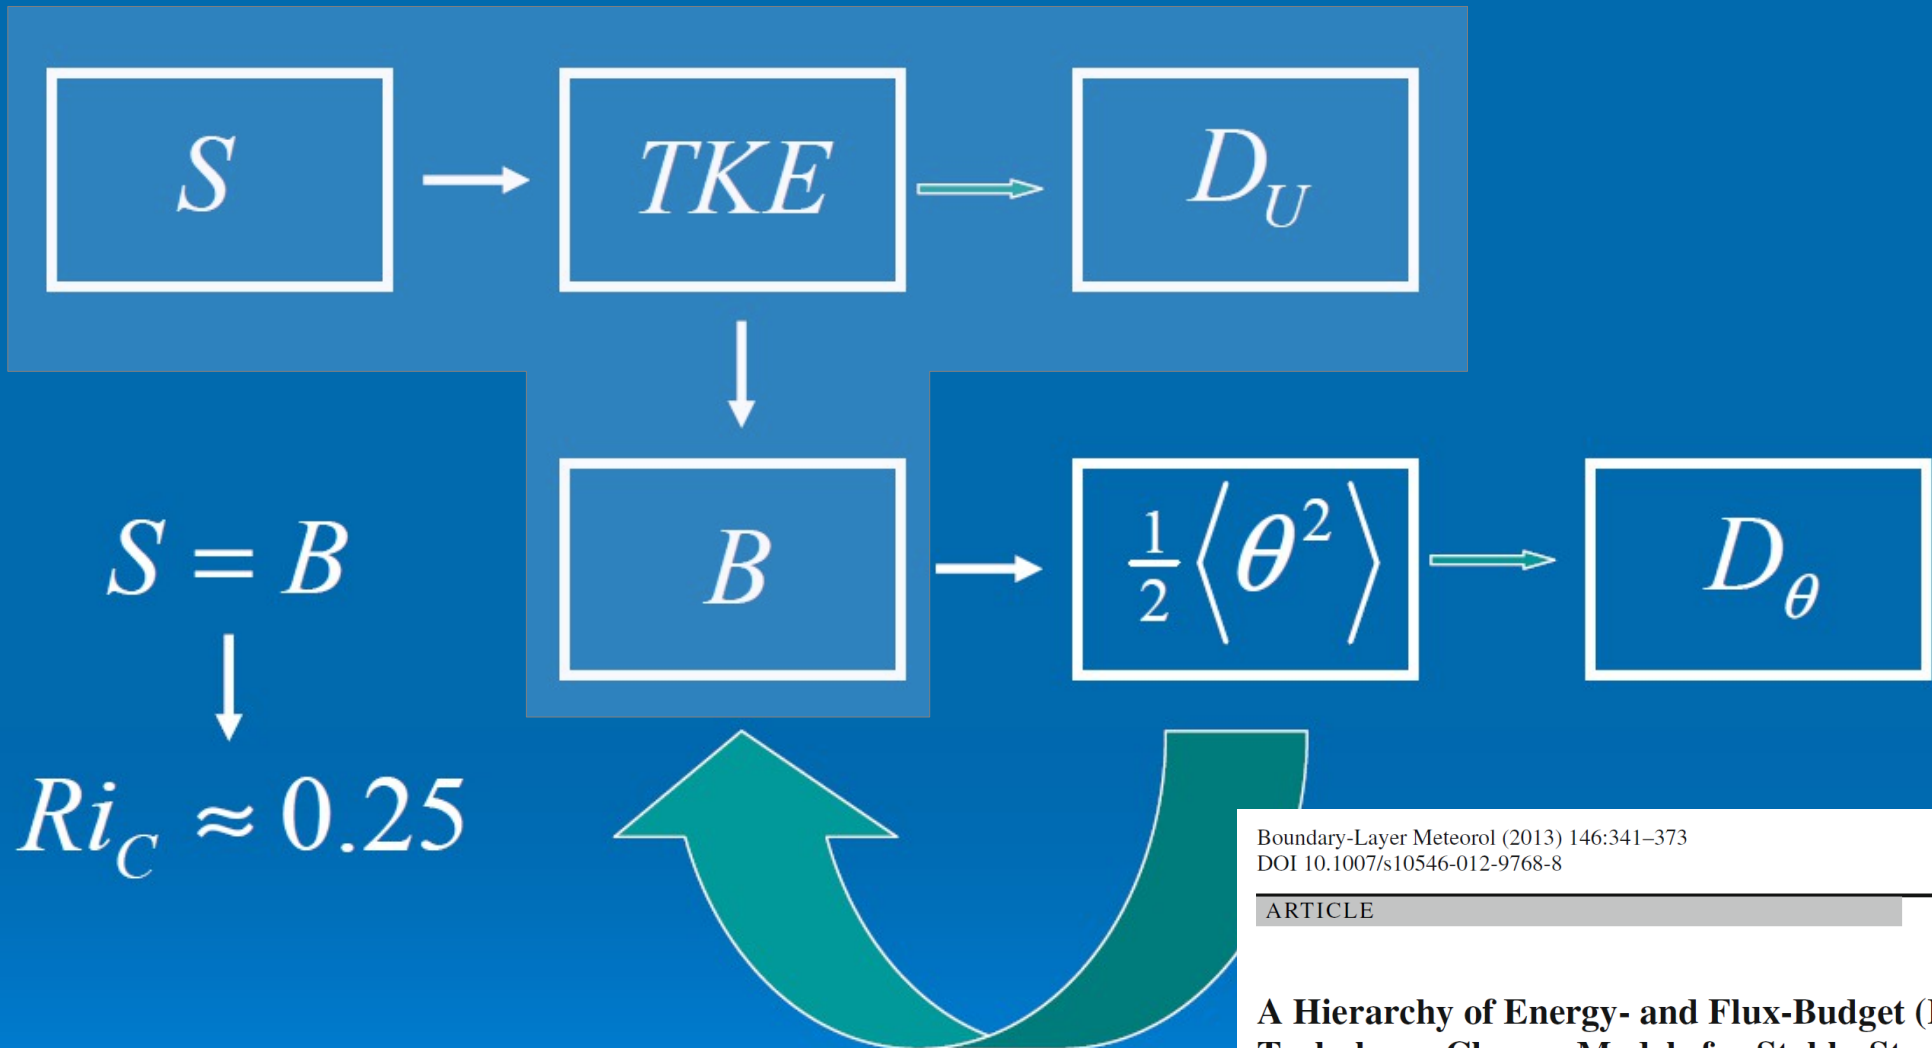 S → TKE → D_U
B → ½⟨θ²⟩ → D_θ
S = B
Ri_C ≈ 0.25
Boundary-Layer Meteorol (2013) 146:341–373
DOI 10.1007/s10546-012-9768-8
ARTICLE
A Hierarchy of Energy- and Flux-Budget (